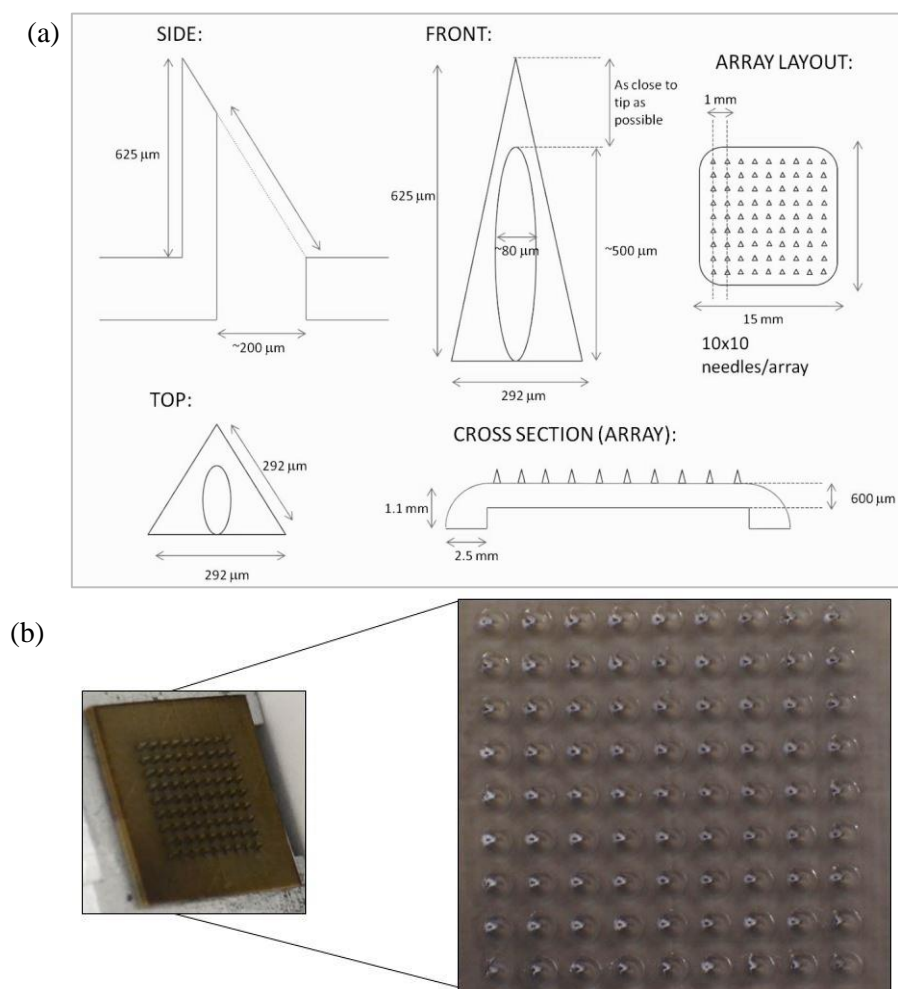 (a)
SIDE:
625 µm
~200 µm
FRONT:
As close to
tip as
possible
625 µm
~80 µm
~500 µm
292 µm
ARRAY LAYOUT:
1 mm
15 mm
10x10
needles/array
TOP:
292 µm
292 µm
CROSS SECTION (ARRAY):
1.1 mm
2.5 mm
600 µm
(b)